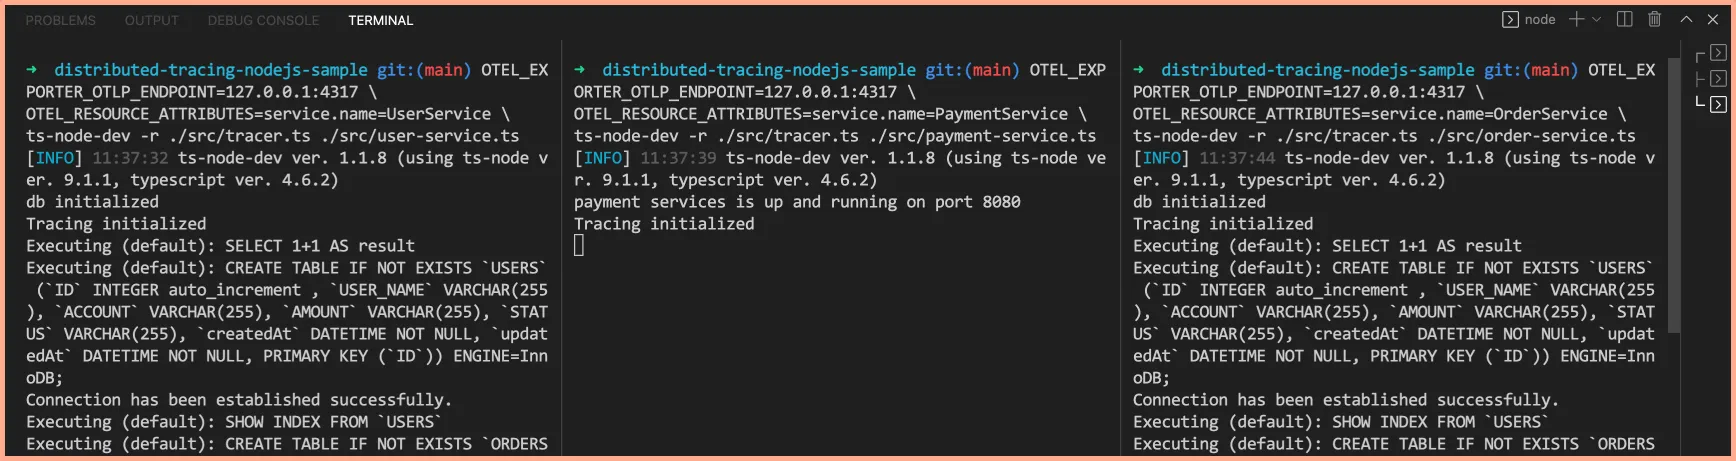 PROBLEMS OUTPUT DEBUG CONSOLE TERMINAL node
➜ distributed-tracing-nodejs-sample git:(main) OTEL_EX
PORTER_OTLP_ENDPOINT=127.0.0.1:4317 \
OTEL_RESOURCE_ATTRIBUTES=service.name=UserService \
ts-node-dev -r ./src/tracer.ts ./src/user-service.ts
[INFO] 11:37:32 ts-node-dev ver. 1.1.8 (using ts-node v
er. 9.1.1, typescript ver. 4.6.2)
db initialized
Tracing initialized
Executing (default): SELECT 1+1 AS result
Executing (default): CREATE TABLE IF NOT EXISTS `USERS`
 (`ID` INTEGER auto_increment , `USER_NAME` VARCHAR(255
), `ACCOUNT` VARCHAR(255), `AMOUNT` VARCHAR(255), `STAT
US` VARCHAR(255), `createdAt` DATETIME NOT NULL, `updat
edAt` DATETIME NOT NULL, PRIMARY KEY (`ID`)) ENGINE=Inn
oDB;
Connection has been established successfully.
Executing (default): SHOW INDEX FROM `USERS`
Executing (default): CREATE TABLE IF NOT EXISTS `ORDERS
➜ distributed-tracing-nodejs-sample git:(main) OTEL_EXP
ORTER_OTLP_ENDPOINT=127.0.0.1:4317 \
OTEL_RESOURCE_ATTRIBUTES=service.name=PaymentService \
ts-node-dev -r ./src/tracer.ts ./src/payment-service.ts
[INFO] 11:37:39 ts-node-dev ver. 1.1.8 (using ts-node ve
r. 9.1.1, typescript ver. 4.6.2)
payment services is up and running on port 8080
Tracing initialized
➜ distributed-tracing-nodejs-sample git:(main) OTEL_EX
PORTER_OTLP_ENDPOINT=127.0.0.1:4317 \
OTEL_RESOURCE_ATTRIBUTES=service.name=OrderService \
ts-node-dev -r ./src/tracer.ts ./src/order-service.ts
[INFO] 11:37:44 ts-node-dev ver. 1.1.8 (using ts-node v
er. 9.1.1, typescript ver. 4.6.2)
db initialized
Tracing initialized
Executing (default): SELECT 1+1 AS result
Executing (default): CREATE TABLE IF NOT EXISTS `USERS`
 (`ID` INTEGER auto_increment , `USER_NAME` VARCHAR(255
), `ACCOUNT` VARCHAR(255), `AMOUNT` VARCHAR(255), `STAT
US` VARCHAR(255), `createdAt` DATETIME NOT NULL, `updat
edAt` DATETIME NOT NULL, PRIMARY KEY (`ID`)) ENGINE=Inn
oDB;
Connection has been established successfully.
Executing (default): SHOW INDEX FROM `USERS`
Executing (default): CREATE TABLE IF NOT EXISTS `ORDERS